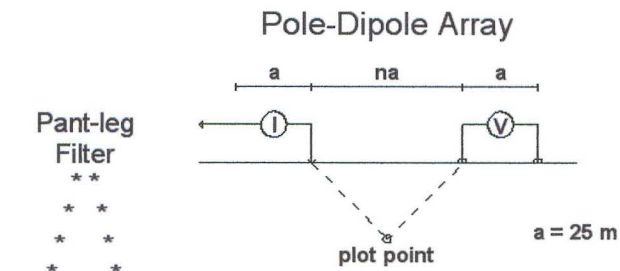 Pole-Dipole Array
a na a
Pant-leg
Filter
I V
* *
* *
* *
* *
a = 25 m
plot point